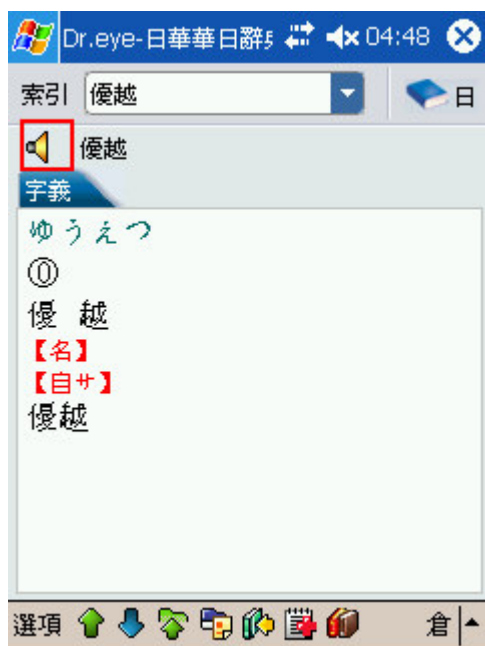 Dr.eye-日華華日辭 04:48
索引 優越 日
優越
字義
ゆうえつ
⓪
優 越
【名】
【自サ】
優越
選項 倉